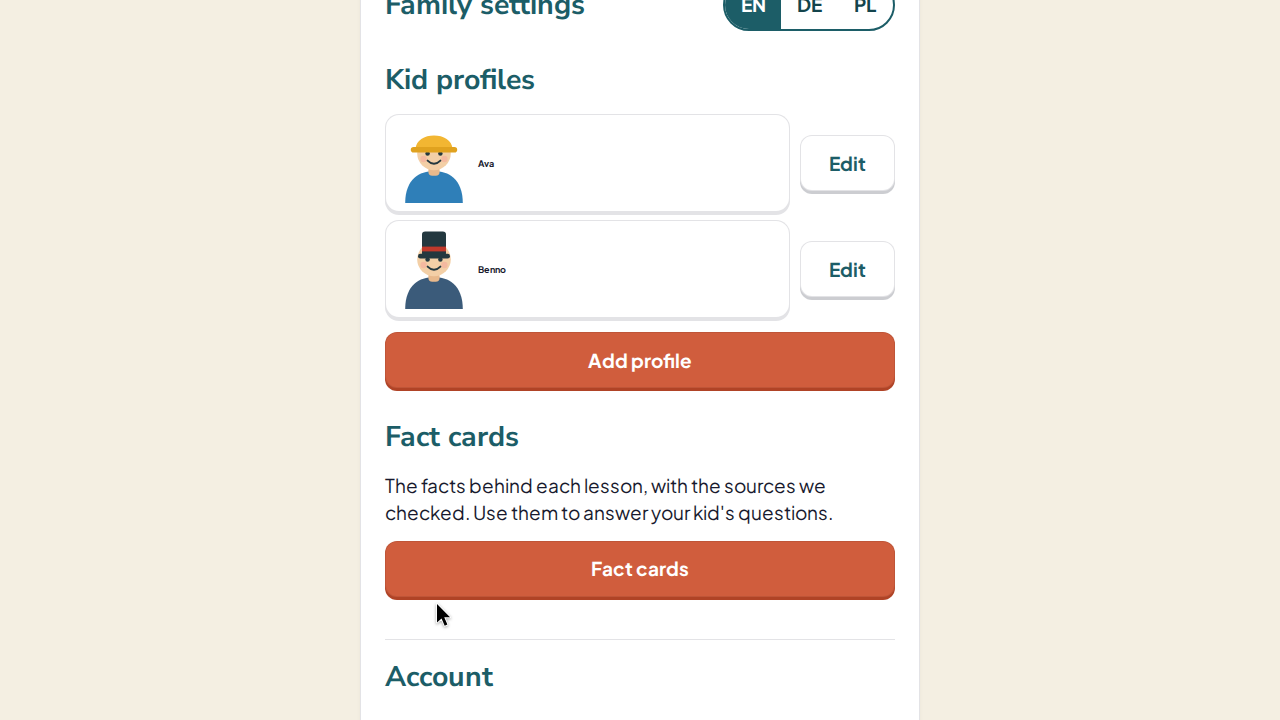 Family settings
EN DE PL
Kid profiles
Ava
Edit
Benno
Edit
Add profile
Fact cards
The facts behind each lesson, with the sources we
checked. Use them to answer your kid's questions.
Fact cards
Account